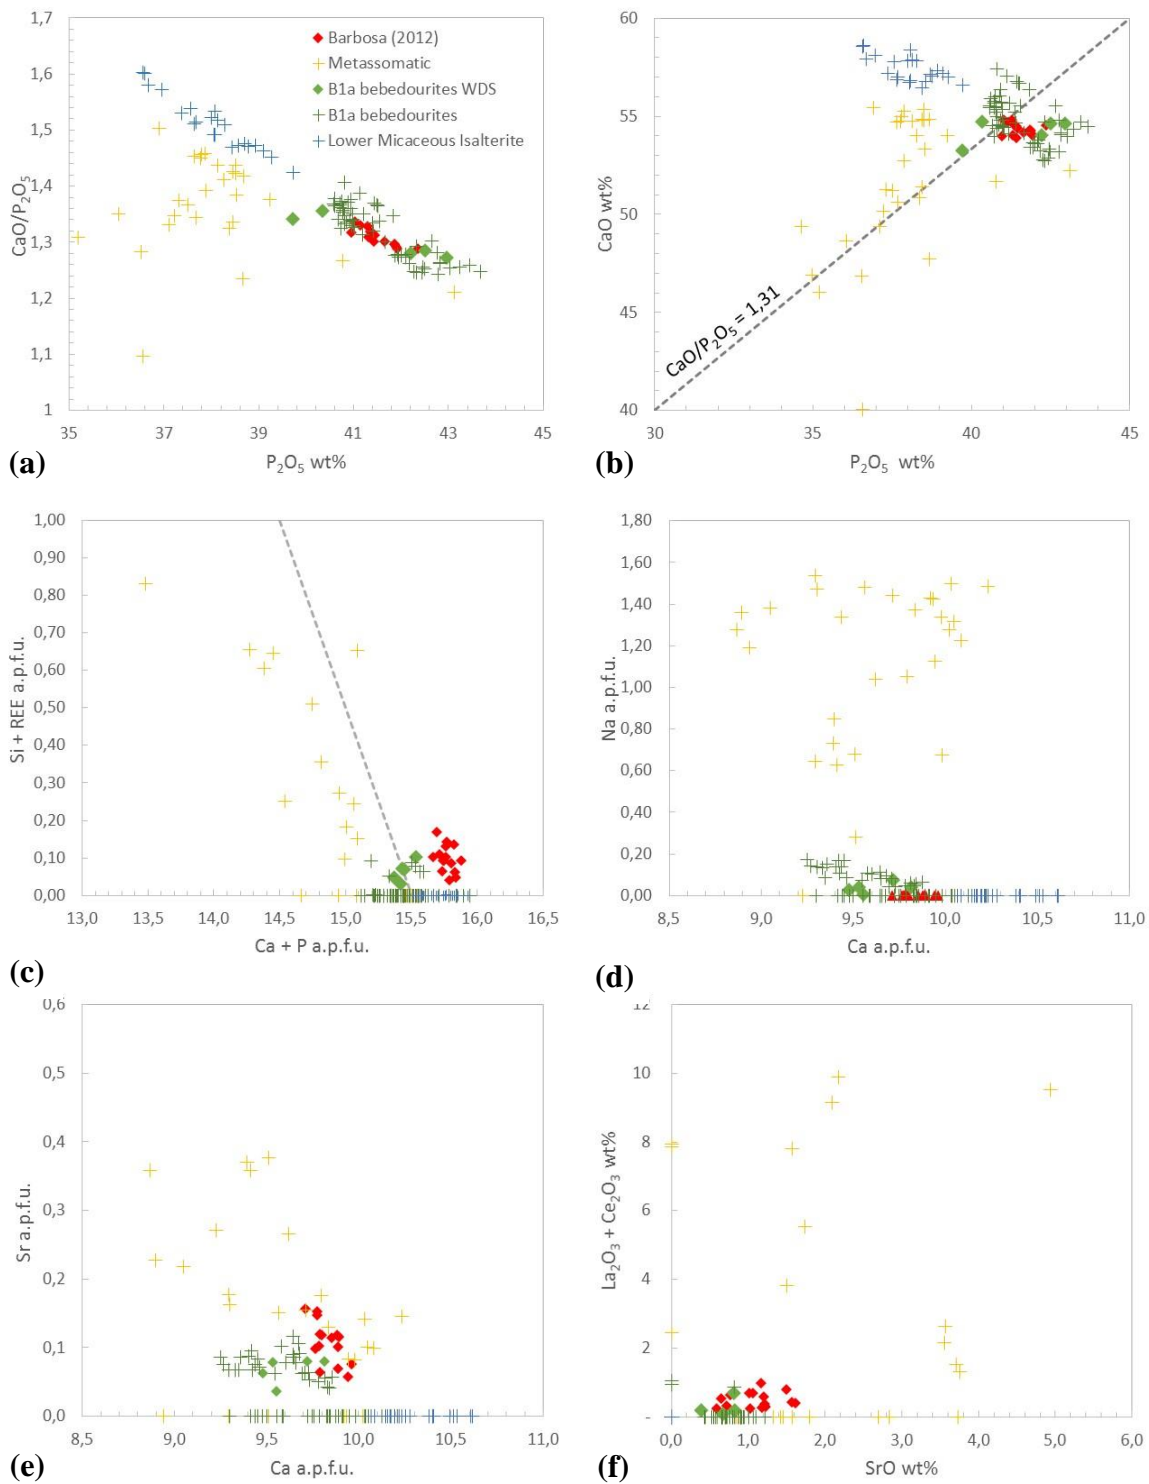 1,7
1,6
1,5
1,4
1,3
1,2
1,1
1
CaO/P₂O₅
Barbosa (2012)
Metassomatic
B1a bebedourites WDS
B1a bebedourites
Lower Micaceous Isalterite
35 37 39 41 43 45
P₂O₅ wt%
(a)
60
55
50
45
40
CaO wt%
CaO/P₂O₅ = 1,31
30 35 40 45
P₂O₅ wt%
(b)
1,00
0,90
0,80
0,70
0,60
0,50
0,40
0,30
0,20
0,10
0,00
Si + REE a.p.f.u.
13,0 13,5 14,0 14,5 15,0 15,5 16,0 16,5
Ca + P a.p.f.u.
(c)
1,80
1,60
1,40
1,20
1,00
0,80
0,60
0,40
0,20
0,00
Na a.p.f.u.
8,5 9,0 9,5 10,0 10,5 11,0
Ca a.p.f.u.
(d)
0,6
0,5
0,4
0,3
0,2
0,1
0,0
Sr a.p.f.u.
8,5 9,0 9,5 10,0 10,5 11,0
Ca a.p.f.u.
(e)
12
10
8
6
4
2
-
La₂O₃ + Ce₂O₃ wt%
0,0 1,0 2,0 3,0 4,0 5,0 6,0
SrO wt%
(f)